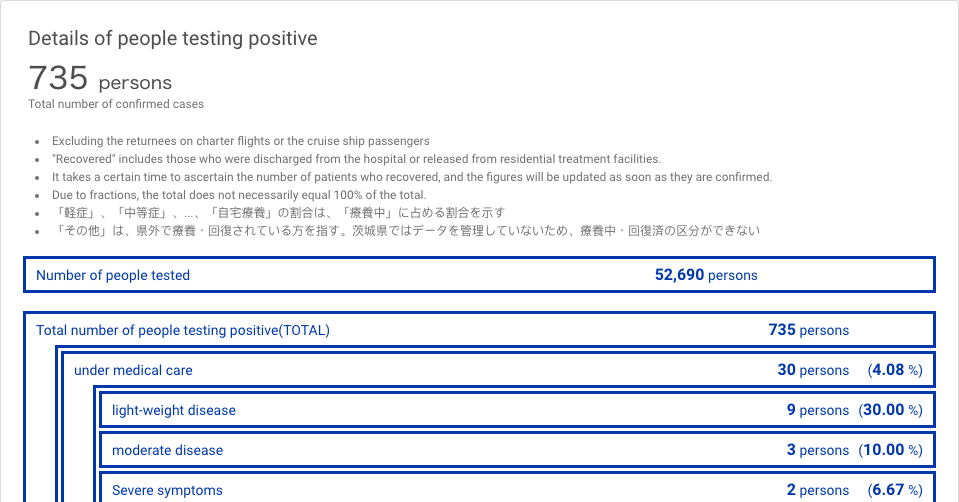 Details of people testing positive
735 persons
Total number of confirmed cases
Excluding the returnees on charter flights or the cruise ship passengers
"Recovered" includes those who were discharged from the hospital or released from residential treatment facilities.
It takes a certain time to ascertain the number of patients who recovered, and the figures will be updated as soon as they are confirmed.
Due to fractions, the total does not necessarily equal 100% of the total.
「軽症」、「中等症」、...、「自宅療養」の割合は、「療養中」に占める割合を示す
「その他」は、県外で療養・回復されている方を指す。茨城県ではデータを管理していないため、療養中・回復済の区分ができない
Number of people tested 52,690 persons
Total number of people testing positive(TOTAL) 735 persons
under medical care 30 persons (4.08 %)
light-weight disease 9 persons (30.00 %)
moderate disease 3 persons (10.00 %)
Severe symptoms 2 persons (6.67 %)